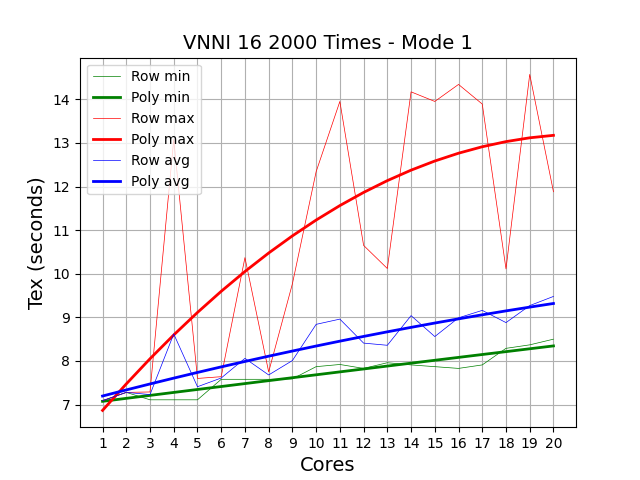 VNNI 16 2000 Times - Mode 1
Row min
Poly min
Row max
Poly max
Row avg
Poly avg
14
13
12
11
10
9
8
7
Tex (seconds)
1 2 3 4 5 6 7 8 9 10 11 12 13 14 15 16 17 18 19 20
Cores